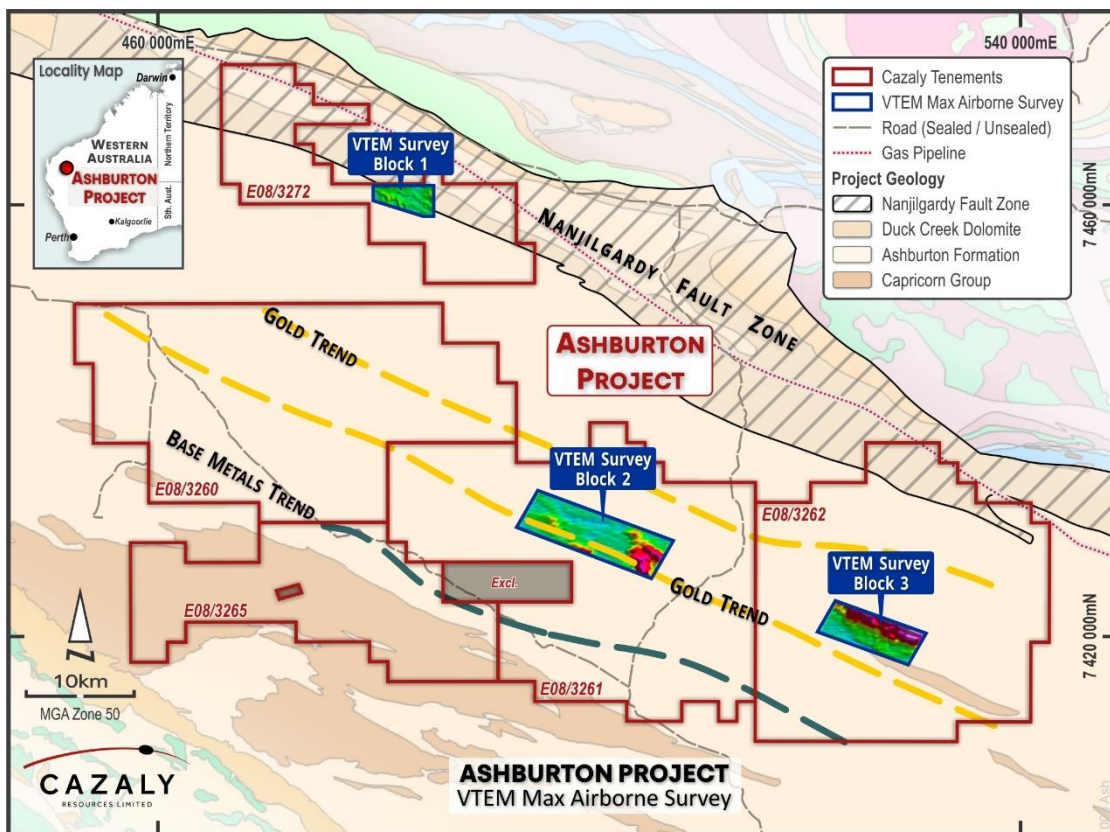 460 000mE
540 000mE
Locality Map
Darwin
WESTERN
AUSTRALIA
Northern Territory
ASHBURTON
PROJECT
Sth. Aust.
Kalgoorlie
Perth
Cazaly Tenements
VTEM Max Airborne Survey
Road (Sealed / Unsealed)
Gas Pipeline
Project Geology
Nanjilgardy Fault Zone
Duck Creek Dolomite
Ashburton Formation
Capricorn Group
VTEM Survey
Block 1
E08/3272
7 460 000mN
NANJILGARDY FAULT ZONE
GOLD TREND
ASHBURTON
PROJECT
BASE METALS TREND
E08/3260
VTEM Survey
Block 2
E08/3262
Excl.
GOLD TREND
VTEM Survey
Block 3
E08/3265
7 420 000mN
E08/3261
N
10km
MGA Zone 50
CAZALY
RESOURCES LIMITED
ASHBURTON PROJECT
VTEM Max Airborne Survey